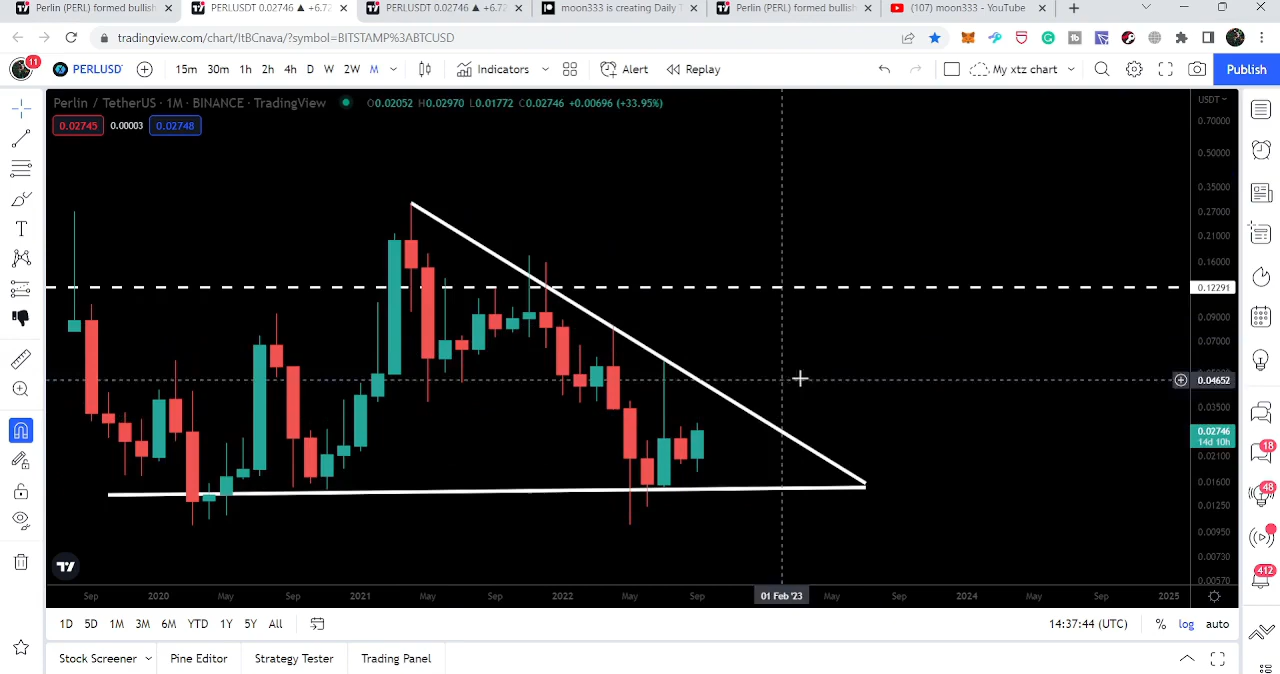 Perlin (PERL) formed bullish
PERLUSDT 0.02746 ▲ +6.72
PERLUSDT 0.02746 ▲ +6.72
moon333 is creating Daily T
Perlin (PERL) formed bullish
(107) moon333 - YouTube
tradingview.com/chart/ltBCnava/?symbol=BITSTAMP%3ABTCUSD
11
PERLUSD
15m 30m 1h 2h 4h D W 2W M
Indicators
Alert
Replay
My xtz chart
Publish
Perlin / TetherUS · 1M · BINANCE · TradingView
O0.02052 H0.02970 L0.01772 C0.02746 +0.00696 (+33.95%)
USDT
0.02745 0.00003 0.02748
0.70000
0.50000
0.35000
0.27000
0.21000
0.16000
0.12291
0.09000
0.07000
0.04652
0.03500
0.02746
14d 10h
0.02100
0.01600
0.01250
0.00950
0.00730
0.00570
18
48
412
Sep 2020 May Sep 2021 May Sep 2022 May Sep 01 Feb '23 May Sep 2024 May Sep 2025
1D 5D 1M 3M 6M YTD 1Y 5Y All
14:37:44 (UTC) % log auto
Stock Screener
Pine Editor
Strategy Tester
Trading Panel